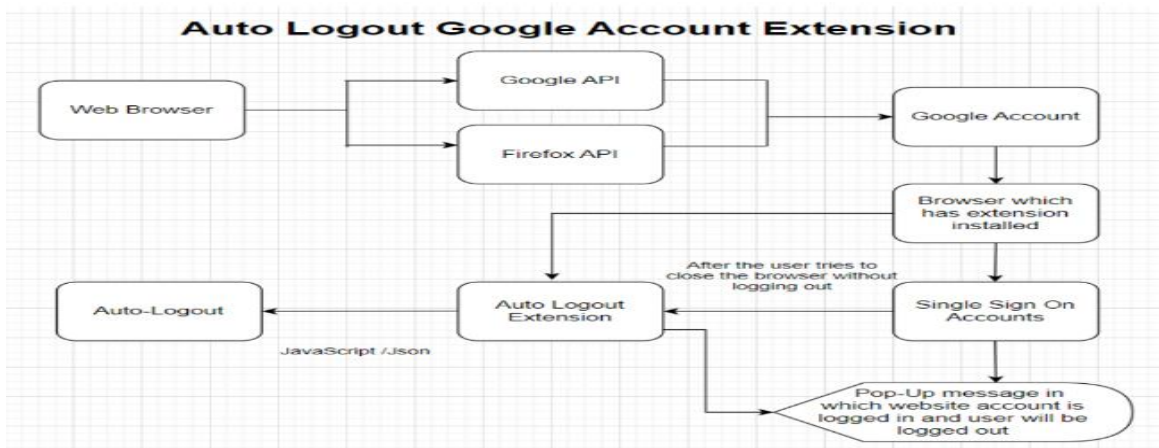 Auto Logout Google Account Extension
Google API
Web Browser
Google Account
Firefox API
Browser which
has extension
installed
After the user tries to
close the browser without
logging out
Auto-Logout
Auto Logout
Extension
Single Sign On
Accounts
JavaScript /Json
Pop-Up message in
which website account is
logged in and user will be
logged out